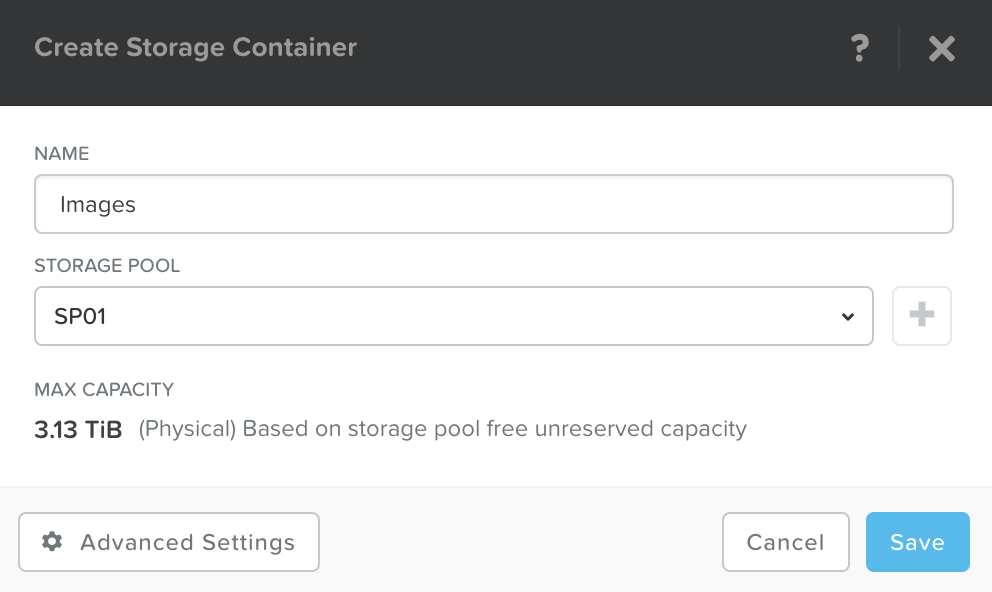 Create Storage Container
?
NAME
Images
STORAGE POOL
SP01
MAX CAPACITY
3.13 TiB (Physical) Based on storage pool free unreserved capacity
Advanced Settings Cancel Save